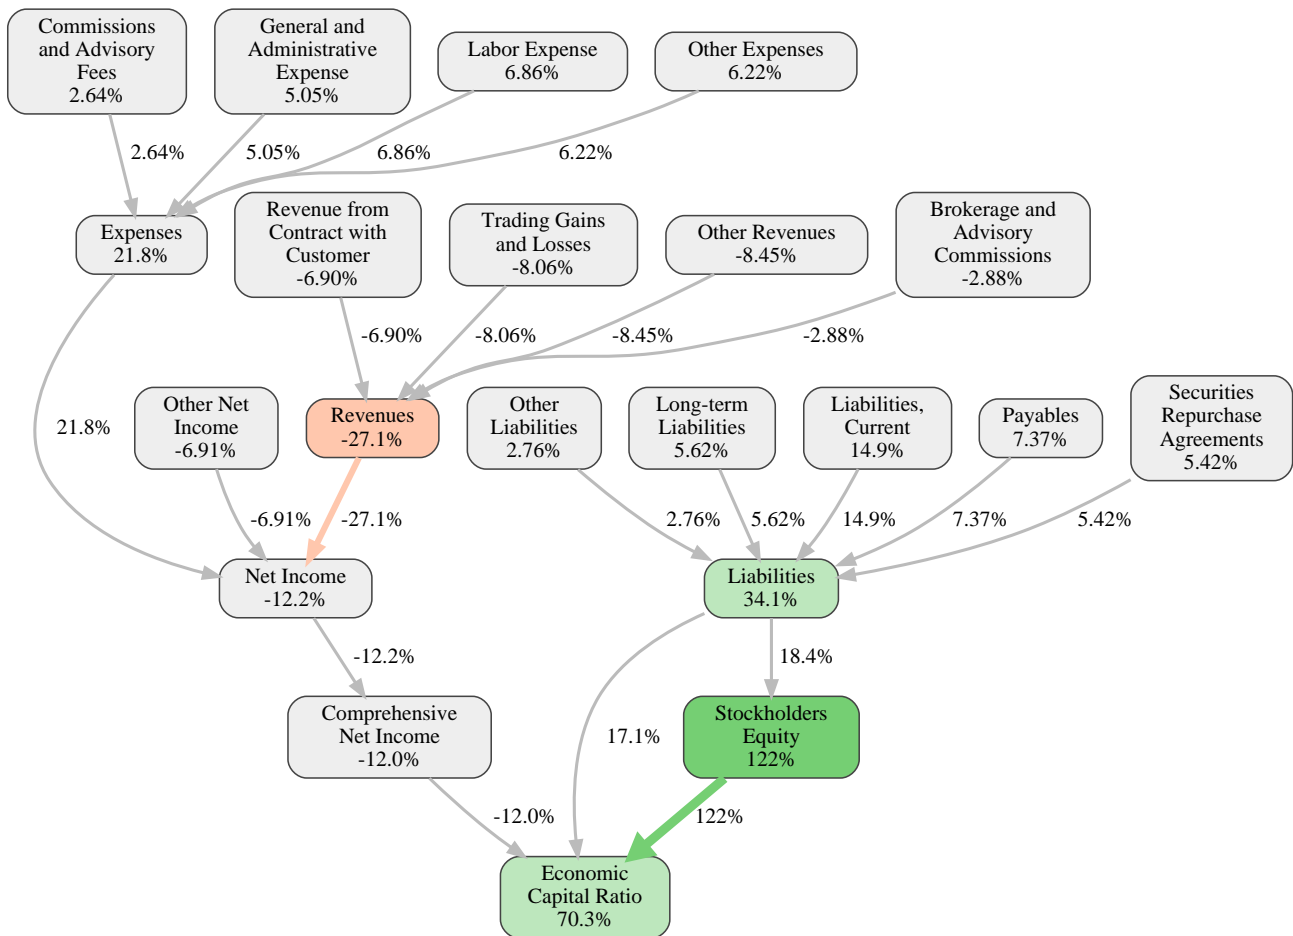 Commissions
and Advisory
Fees
2.64%
General and
Administrative
Expense
5.05%
Labor Expense
6.86%
Other Expenses
6.22%
2.64%
5.05%
6.86%
6.22%
Expenses
21.8%
Revenue from
Contract with
Customer
-6.90%
Trading Gains
and Losses
-8.06%
Other Revenues
-8.45%
Brokerage and
Advisory
Commissions
-2.88%
-6.90%
-8.06%
-8.45%
-2.88%
21.8%
Other Net
Income
-6.91%
Revenues
-27.1%
Other
Liabilities
2.76%
Long-term
Liabilities
5.62%
Liabilities,
Current
14.9%
Payables
7.37%
Securities
Repurchase
Agreements
5.42%
-6.91%
-27.1%
2.76%
5.62%
14.9%
7.37%
5.42%
Net Income
-12.2%
Liabilities
34.1%
-12.2%
18.4%
Comprehensive
Net Income
-12.0%
17.1%
Stockholders
Equity
122%
-12.0%
122%
Economic
Capital Ratio
70.3%